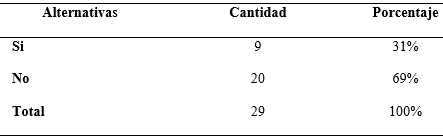 Alternativas Cantidad Porcentaje
Si 9 31%
No 20 69%
Total 29 100%